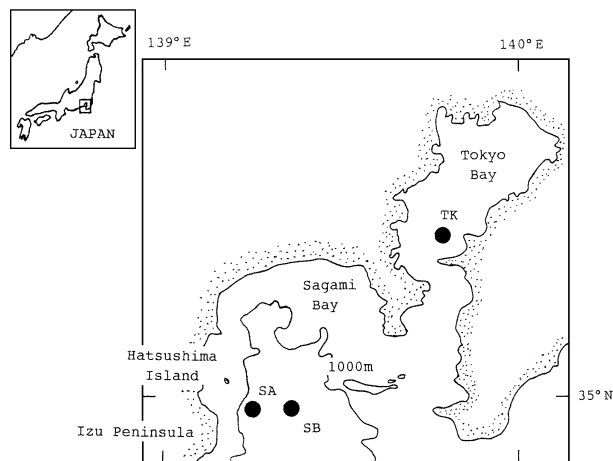 139°E
140°E
JAPAN
Tokyo
Bay
TK
Sagami
Bay
Hatsushima
Island
1000m
SA
35°N
SB
Izu Peninsula